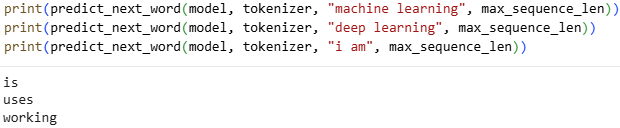 print(predict_next_word(model, tokenizer, "machine learning", max_sequence_len))
print(predict_next_word(model, tokenizer, "deep learning", max_sequence_len))
print(predict_next_word(model, tokenizer, "i am", max_sequence_len))
is
uses
working